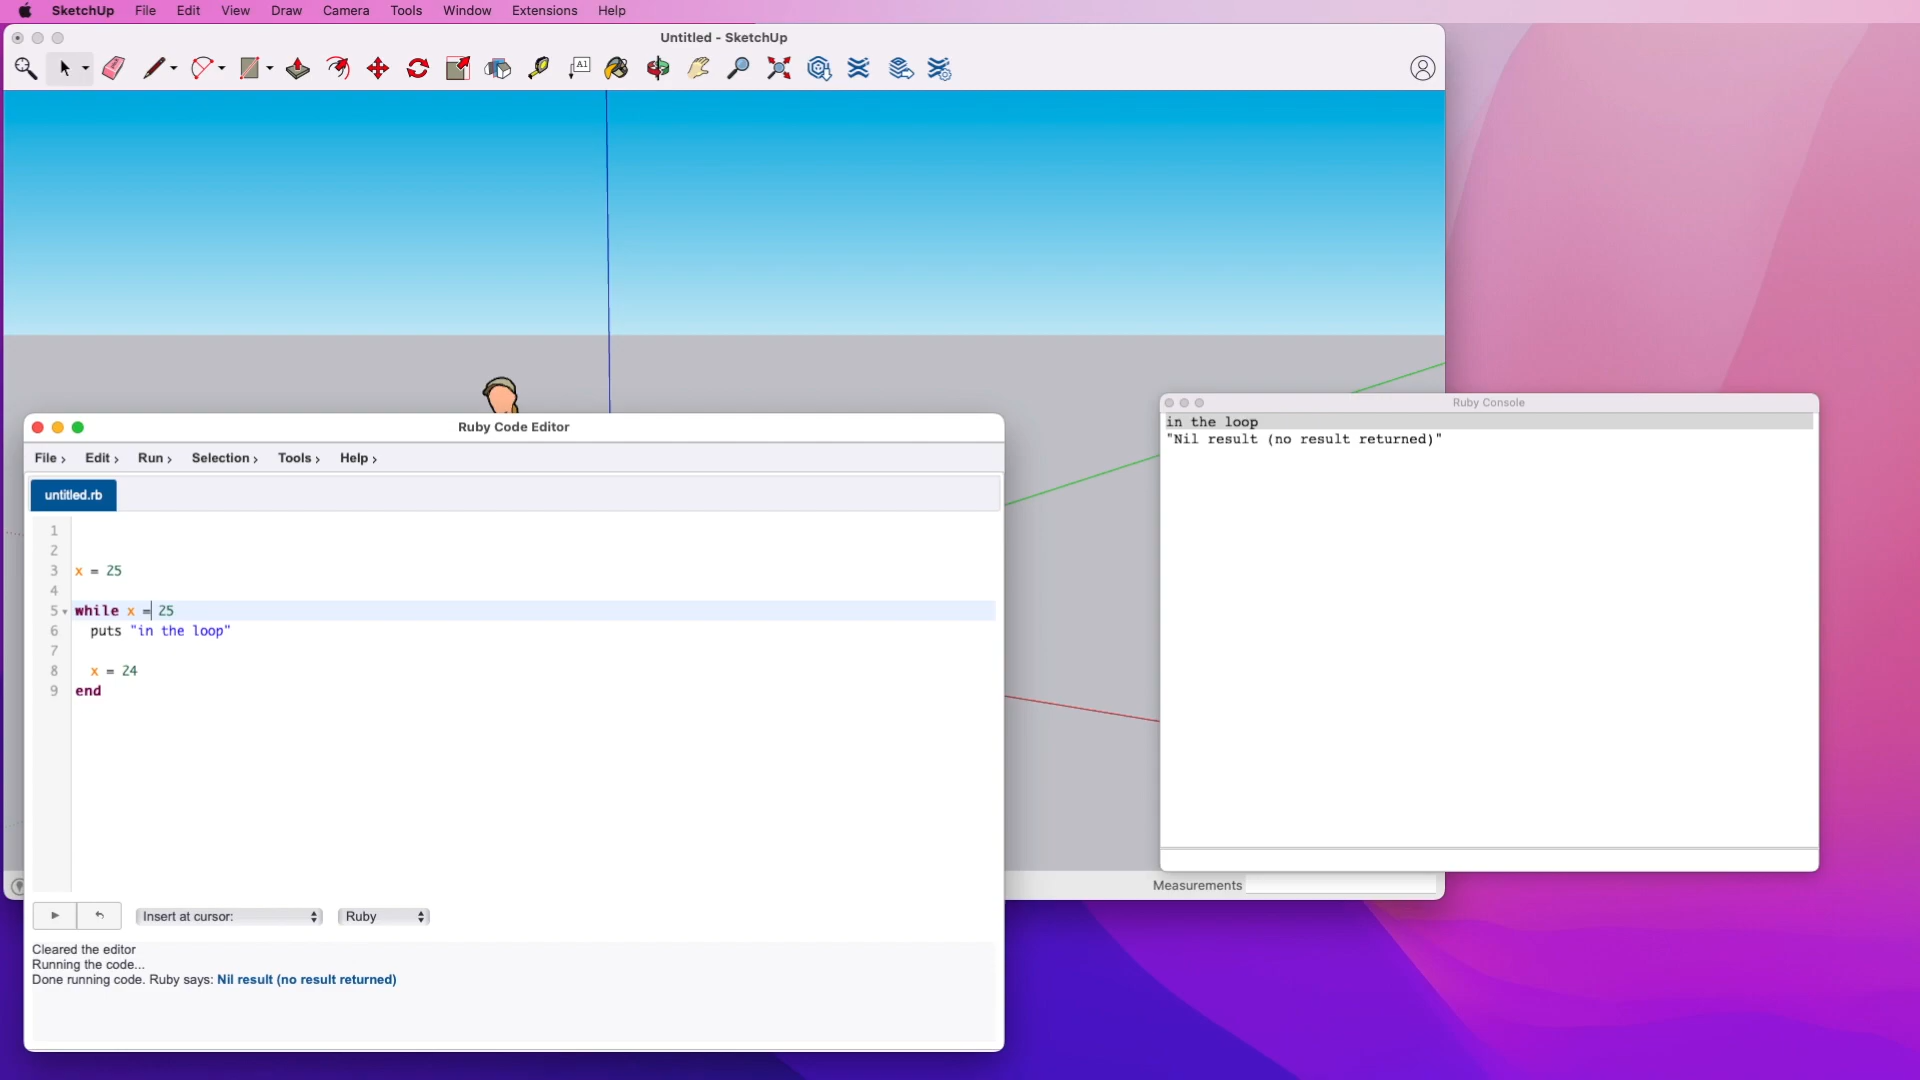 SketchUp File Edit View Draw Camera Tools Window Extensions Help
Untitled - SketchUp
A1
Ruby Console
in the loop
"Nil result (no result returned)"
Ruby Code Editor
File › Edit › Run › Selection › Tools › Help ›
untitled.rb
1
2
3 x = 25
4
5 while x = 25
6 puts "in the loop"
7
8 x = 24
9 end
Measurements
Insert at cursor: Ruby
Cleared the editor
Running the code...
Done running code. Ruby says: Nil result (no result returned)